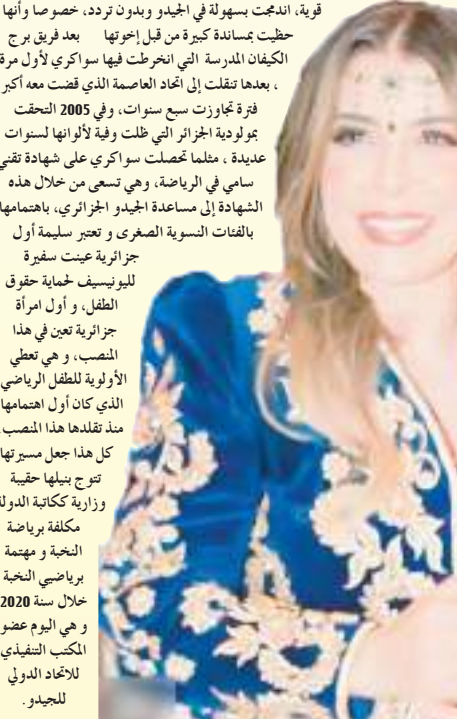 قوية، اندمجت بسهولة في الجيدو وبدون تردد، خصوصا وأنها
حظيت بمساندة كبيرة من قبل إخوتها بعد فريق برج
الكيفان المدرسة التي انخرطت فيها سواكري لأول مرة
، بعدها تنقلت إلى اتحاد العاصمة الذي قضت معه أكبر
فترة تجاوزت سبع سنوات، وفي 2005 التحقت
بمولودية الجزائر التي ظلت وفية لألوانها لسنوات
عديدة ، مثلما تحصلت سواكري على شهادة تقني
سامي في الرياضة، وهي تسعى من خلال هذه
الشهادة إلى مساعدة الجيدو الجزائري، باهتمامها
بالفئات النسوية الصغرى و تعتبر سليمة أول
جزائرية عينت سفيرة
لليونيسيف لحماية حقوق
الطفل، و أول امرأة
جزائرية تعين في هذا
المنصب، و هي تعطي
الأولوية للطفل الرياضي
الذي كان أول اهتمامها
منذ تقلدها هذا المنصب
كل هذا جعل مسيرتها
تتوج بنيلها حقيبة
وزارية ككاتبة الدولة
مكلفة برياضة
النخبة و مهتمة
برياضيي النخبة
خلال سنة 2020
و هي اليوم عضو
المكتب التنفيذي
للاتحاد الدولي
للجيدو.